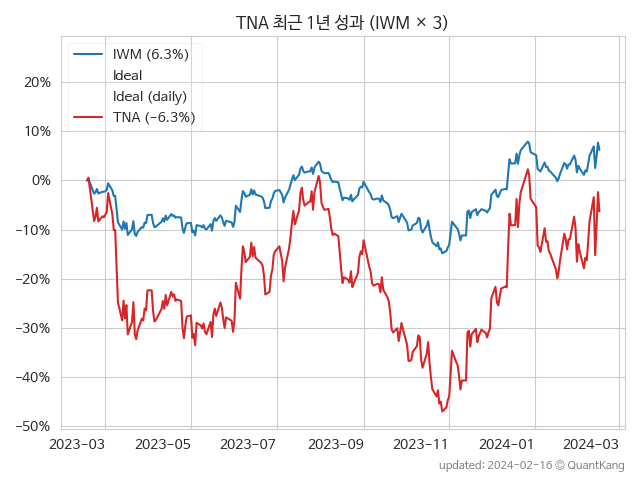 TNA 최근 1년 성과 (IWM × 3)
IWM (6.3%)
Ideal
Ideal (daily)
TNA (−6.3%)
20%
10%
0%
−10%
−20%
−30%
−40%
−50%
2023−03 2023−05 2023−07 2023−09 2023−11 2024−01 2024−03
updated: 2024−02−16 © QuantKang